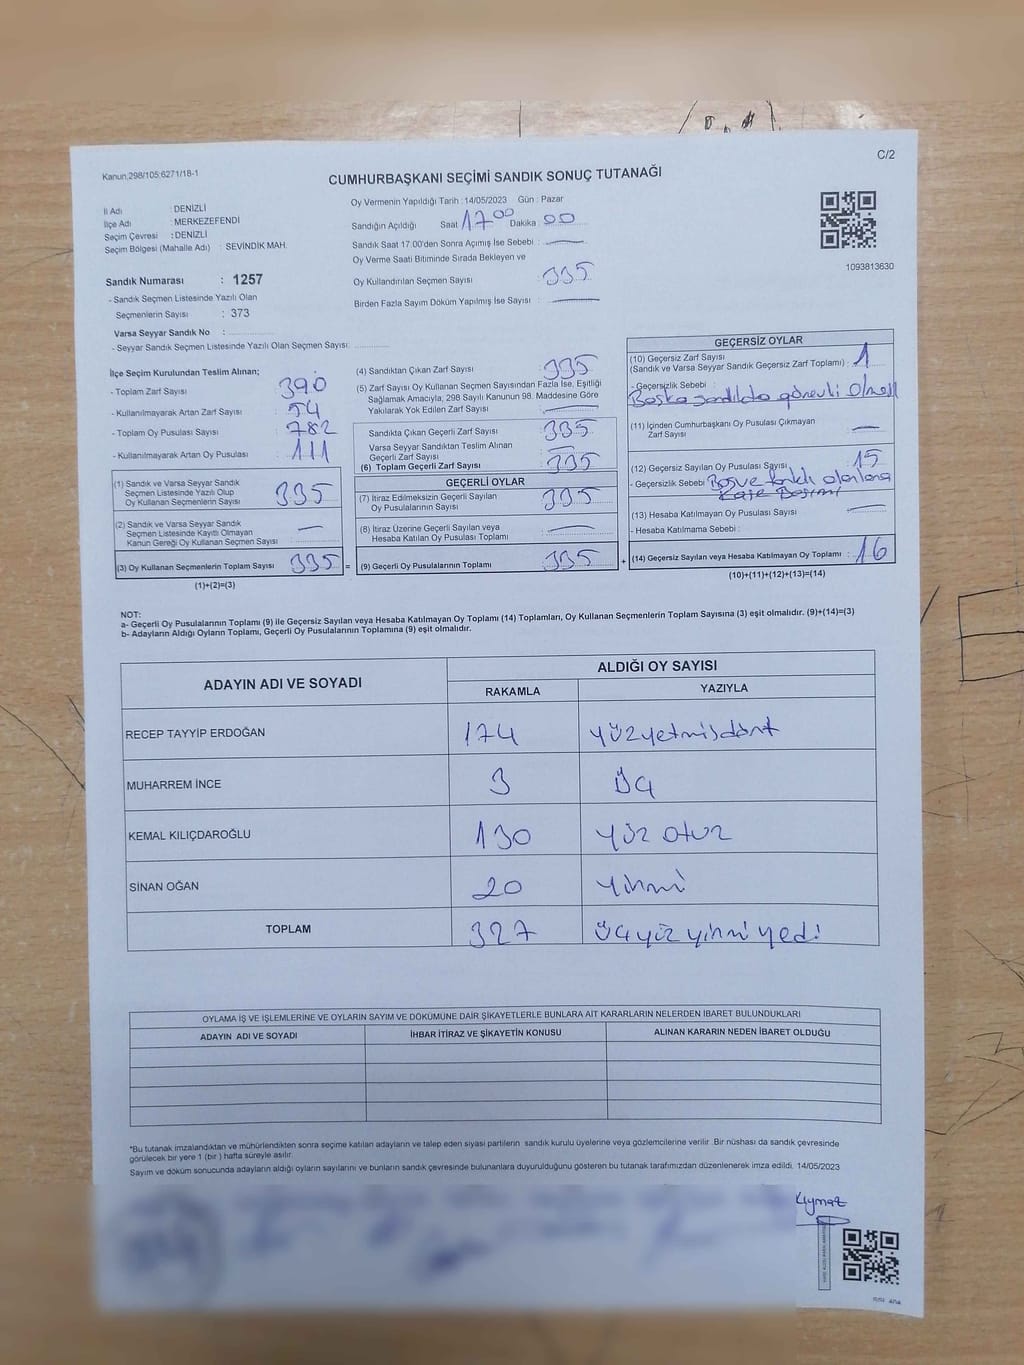 C/2
Kanun:298/105;6271/18-1
CUMHURBAŞKANI SEÇİMİ SANDIK SONUÇ TUTANAĞI
İl Adı : DENİZLİ
İlçe Adı : MERKEZEFENDİ
Seçim Çevresi : DENİZLİ
Seçim Bölgesi (Mahalle Adı) : SEVİNDİK MAH.
Sandık Numarası : 1257
- Sandık Seçmen Listesinde Yazılı Olan
Seçmenlerin Sayısı : 373
Varsa Seyyar Sandık No :
- Seyyar Sandık Seçmen Listesinde Yazılı Olan Seçmen Sayısı:
Oy Vermenin Yapıldığı Tarih : 14/05/2023 Gün : Pazar
Sandığın Açıldığı Saat 17 00 Dakika : 00
Sandık Saat 17.00'den Sonra Açılmış İse Sebebi :
Oy Verme Saati Bitiminde Sırada Bekleyen ve
Oy Kullandırılan Seçmen Sayısı : 335
Birden Fazla Sayım Döküm Yapılmış İse Sayısı :
1093813630
İlçe Seçim Kurulundan Teslim Alınan;
- Toplam Zarf Sayısı : 390
- Kullanılmayarak Artan Zarf Sayısı : 54
- Toplam Oy Pusulası Sayısı : 782
- Kullanılmayarak Artan Oy Pusulası : 111
(1) Sandık ve Varsa Seyyar Sandık
Seçmen Listesinde Yazılı Olup
Oy Kullanan Seçmenlerin Sayısı : 335
(2) Sandık ve Varsa Seyyar Sandık
Seçmen Listesinde Kayıtlı Olmayan
Kanun Gereği Oy Kullanan Seçmen Sayısı :
(3) Oy Kullanan Seçmenlerin Toplam Sayısı : 335 =
(1)+(2)=(3)
(4) Sandıktan Çıkan Zarf Sayısı : 335
(5) Zarf Sayısı Oy Kullanan Seçmen Sayısından Fazla İse, Eşitliği
Sağlamak Amacıyla, 298 Sayılı Kanunun 98. Maddesine Göre
Yakılarak Yok Edilen Zarf Sayısı :
Sandıkta Çıkan Geçerli Zarf Sayısı : 335
Varsa Seyyar Sandıktan Teslim Alınan
Geçerli Zarf Sayısı :
(6) Toplam Geçerli Zarf Sayısı : 335
GEÇERLİ OYLAR
(7) İtiraz Edilmeksizin Geçerli Sayılan
Oy Pusulalarının Sayısı : 335
(8) İtiraz Üzerine Geçerli Sayılan veya
Hesaba Katılan Oy Pusulası Toplamı :
(9) Geçerli Oy Pusulalarının Toplamı : 335 +
GEÇERSİZ OYLAR
(10) Geçersiz Zarf Sayısı
(Sandık ve Varsa Seyyar Sandık Geçersiz Zarf Toplamı) : 1
- Geçersizlik Sebebi :
Başka sandıkta görevli Olması
(11) İçinden Cumhurbaşkanı Oy Pusulası Çıkmayan
Zarf Sayısı :
(12) Geçersiz Sayılan Oy Pusulası Sayısı : 15
- Geçersizlik Sebebi : Boş ve farklı alanlara
Kaşe Basımı
(13) Hesaba Katılmayan Oy Pusulası Sayısı :
- Hesaba Katılmama Sebebi :
(14) Geçersiz Sayılan veya Hesaba Katılmayan Oy Toplamı : 16
(10)+(11)+(12)+(13)=(14)
NOT:
a- Geçerli Oy Pusulalarının Toplamı (9) ile Geçersiz Sayılan veya Hesaba Katılmayan Oy Toplamı (14) Toplamları, Oy Kullanan Seçmenlerin Toplam Sayısına (3) eşit olmalıdır. (9)+(14)=(3)
b- Adayların Aldığı Oyların Toplamı, Geçerli Oy Pusulalarının Toplamına (9) eşit olmalıdır.
ADAYIN ADI VE SOYADI
ALDIĞI OY SAYISI
RAKAMLA YAZIYLA
RECEP TAYYİP ERDOĞAN 174 yüzyetmişdört
MUHARREM İNCE 3 Üç
KEMAL KILIÇDAROĞLU 130 Yüz otuz
SİNAN OĞAN 20 Yirmi
TOPLAM 327 üçyüz yirmi yedi
OYLAMA İŞ VE İŞLEMLERİNE VE OYLARIN SAYIM VE DÖKÜMÜNE DAİR ŞİKAYETLERLE BUNLARA AİT KARARLARIN NELERDEN İBARET BULUNDUKLARI
ADAYIN ADI VE SOYADI İHBAR İTİRAZ VE ŞİKAYETİN KONUSU ALINAN KARARIN NEDEN İBARET OLDUĞU
*Bu tutanak imzalandıktan ve mühürlendikten sonra seçime katılan adayların ve talep eden siyasi partilerin sandık kurulu üyelerine veya gözlemcilerine verilir. Bir nüshası da sandık çevresinde
görülecek bir yere 1 (bir ) hafta süreyle asılır.
Sayım ve döküm sonucunda adayların aldığı oyların sayılarını ve bunların sandık çevresinde bulunanlara duyurulduğunu gösteren bu tutanak tarafımızdan düzenlenerek imza edildi. 14/05/2023
Kıymaz